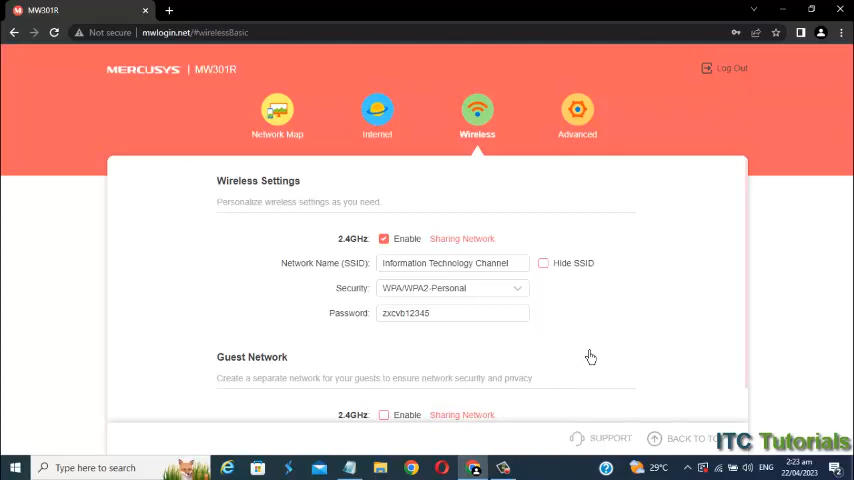 MW301R
Not secure
mwlogin.net/#wirelessBasic
MERCUSYS | MW301R
Log Out
Network Map
Internet
Wireless
Advanced
Wireless Settings
Personalize wireless settings as you need.
2.4GHz: Enable Sharing Network
Network Name (SSID): Information Technology Channel Hide SSID
Security: WPA/WPA2-Personal
Password: zxcvb12345
Guest Network
Create a separate network for your guests to ensure network security and privacy
2.4GHz: Enable Sharing Network
SUPPORT
BACK TO
ITC Tutorials
Type here to search
29°C
ENG
2:23 am
22/04/2023
2